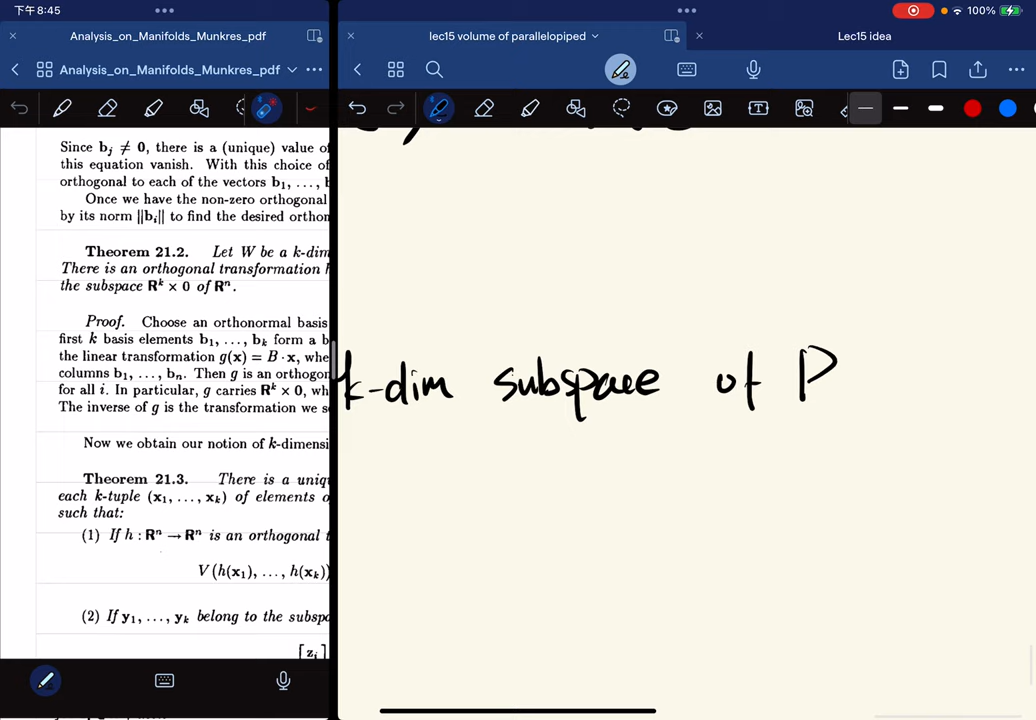 下午8:45
100%
Analysis_on_Manifolds_Munkres_pdf
lec15 volume of parallelopiped
Lec15 idea
Analysis_on_Manifolds_Munkres_pdf
Since b_j ≠ 0, there is a (unique) value of
this equation vanish. With this choice of
orthogonal to each of the vectors b_1, ..., b
Once we have the non-zero orthogonal
by its norm ||b_i|| to find the desired orthon
Theorem 21.2. Let W be a k-dim
There is an orthogonal transformation h
the subspace R^k × 0 of R^n.
Proof. Choose an orthonormal basis
first k basis elements b_1, ..., b_k form a b
the linear transformation g(x) = B · x, whe
columns b_1, ..., b_n. Then g is an orthogon
for all i. In particular, g carries R^k × 0, wh
The inverse of g is the transformation we s
Now we obtain our notion of k-dimensi
Theorem 21.3. There is a uniq
each k-tuple (x_1, ..., x_k) of elements o
such that:
(1) If h : R^n → R^n is an orthogonal t
V(h(x_1), ..., h(x_k))
(2) If y_1, ..., y_k belong to the subspa
[z_i]
k-dim subspace of P